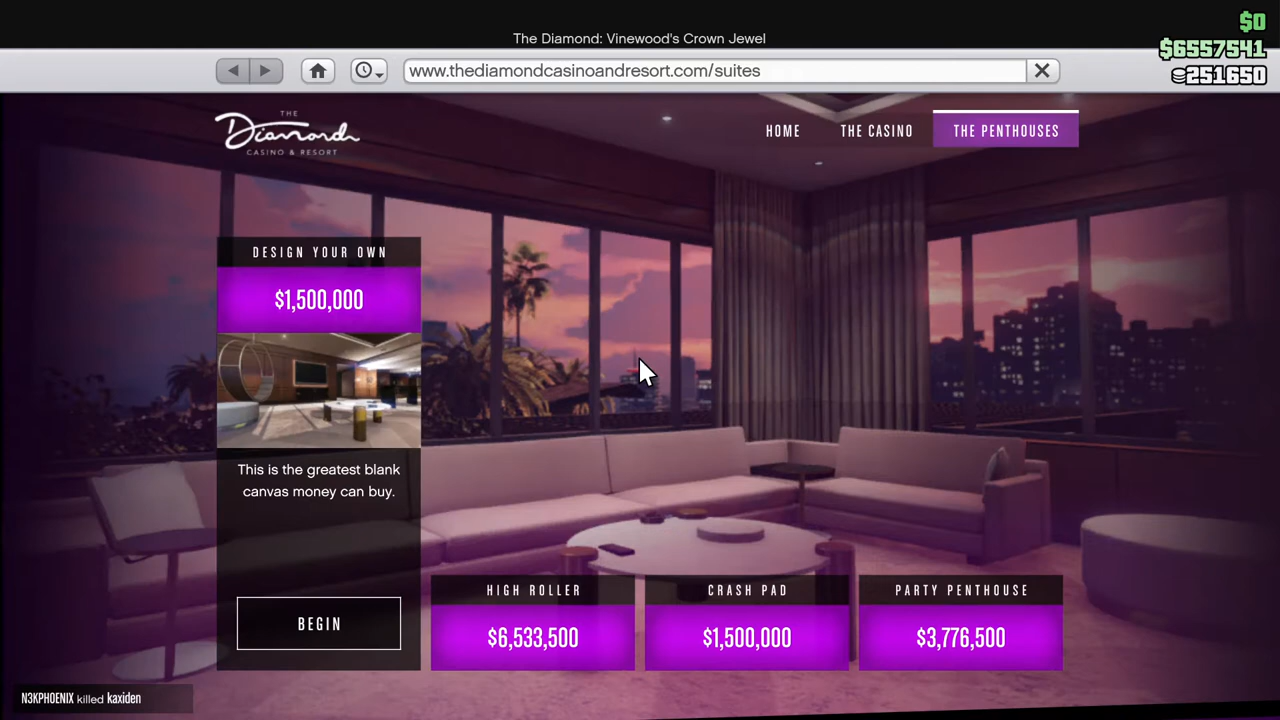 $0
The Diamond: Vinewood's Crown Jewel
$6557541
www.thediamondcasinoandresort.com/suites
251650
THE
Diamond
CASINO & RESORT
HOME
THE CASINO
THE PENTHOUSES
DESIGN YOUR OWN
$1,500,000
This is the greatest blank
canvas money can buy.
BEGIN
HIGH ROLLER
$6,533,500
CRASH PAD
$1,500,000
PARTY PENTHOUSE
$3,776,500
N3KPHOENIX killed kaxiden